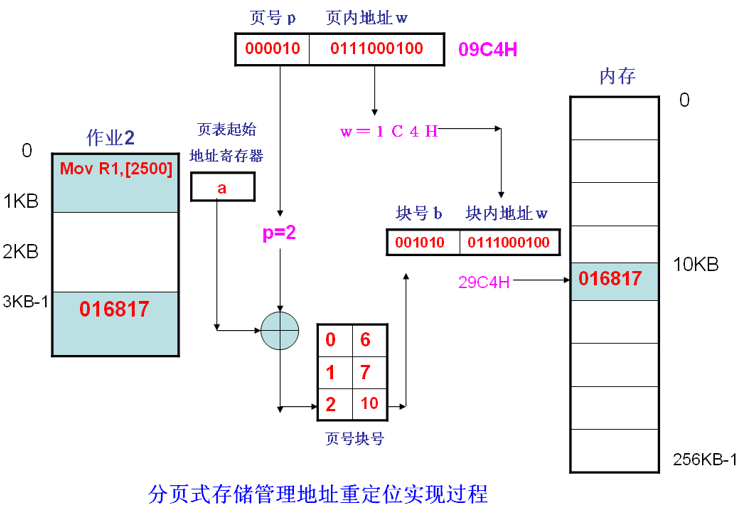 页号 p 页内地址 w
000010 0111000100 09C4H
内存
0
w＝1 C 4 H
作业2
0
Mov R1,[2500]
1KB
2KB
3KB-1
016817
页表起始
地址寄存器
a
p=2
块号 b 块内地址 w
001010 0111000100
29C4H
10KB
016817
0 6
1 7
2 10
页号块号
256KB-1
分页式存储管理地址重定位实现过程